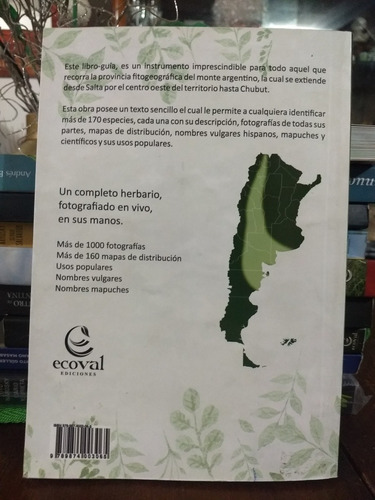 Este libro-guía, es un instrumento imprescindible para todo aquel que
recorra la provincia fitogeográfica del monte argentino, la cual se extiende
desde Salta por el centro oeste del territorio hasta Chubut.
Esta obra posee un texto sencillo el cual le permite a cualquiera identificar
más de 170 especies, cada una con su descripción, fotografías de todas sus
partes, mapas de distribución, nombres vulgares hispanos, mapuches y
científicos y sus usos populares.
Un completo herbario,
fotografiado en vivo,
en sus manos.
Más de 1000 fotografías
Más de 160 mapas de distribución
Usos populares
Nombres vulgares
Nombres mapuches
ecoval
EDICIONES